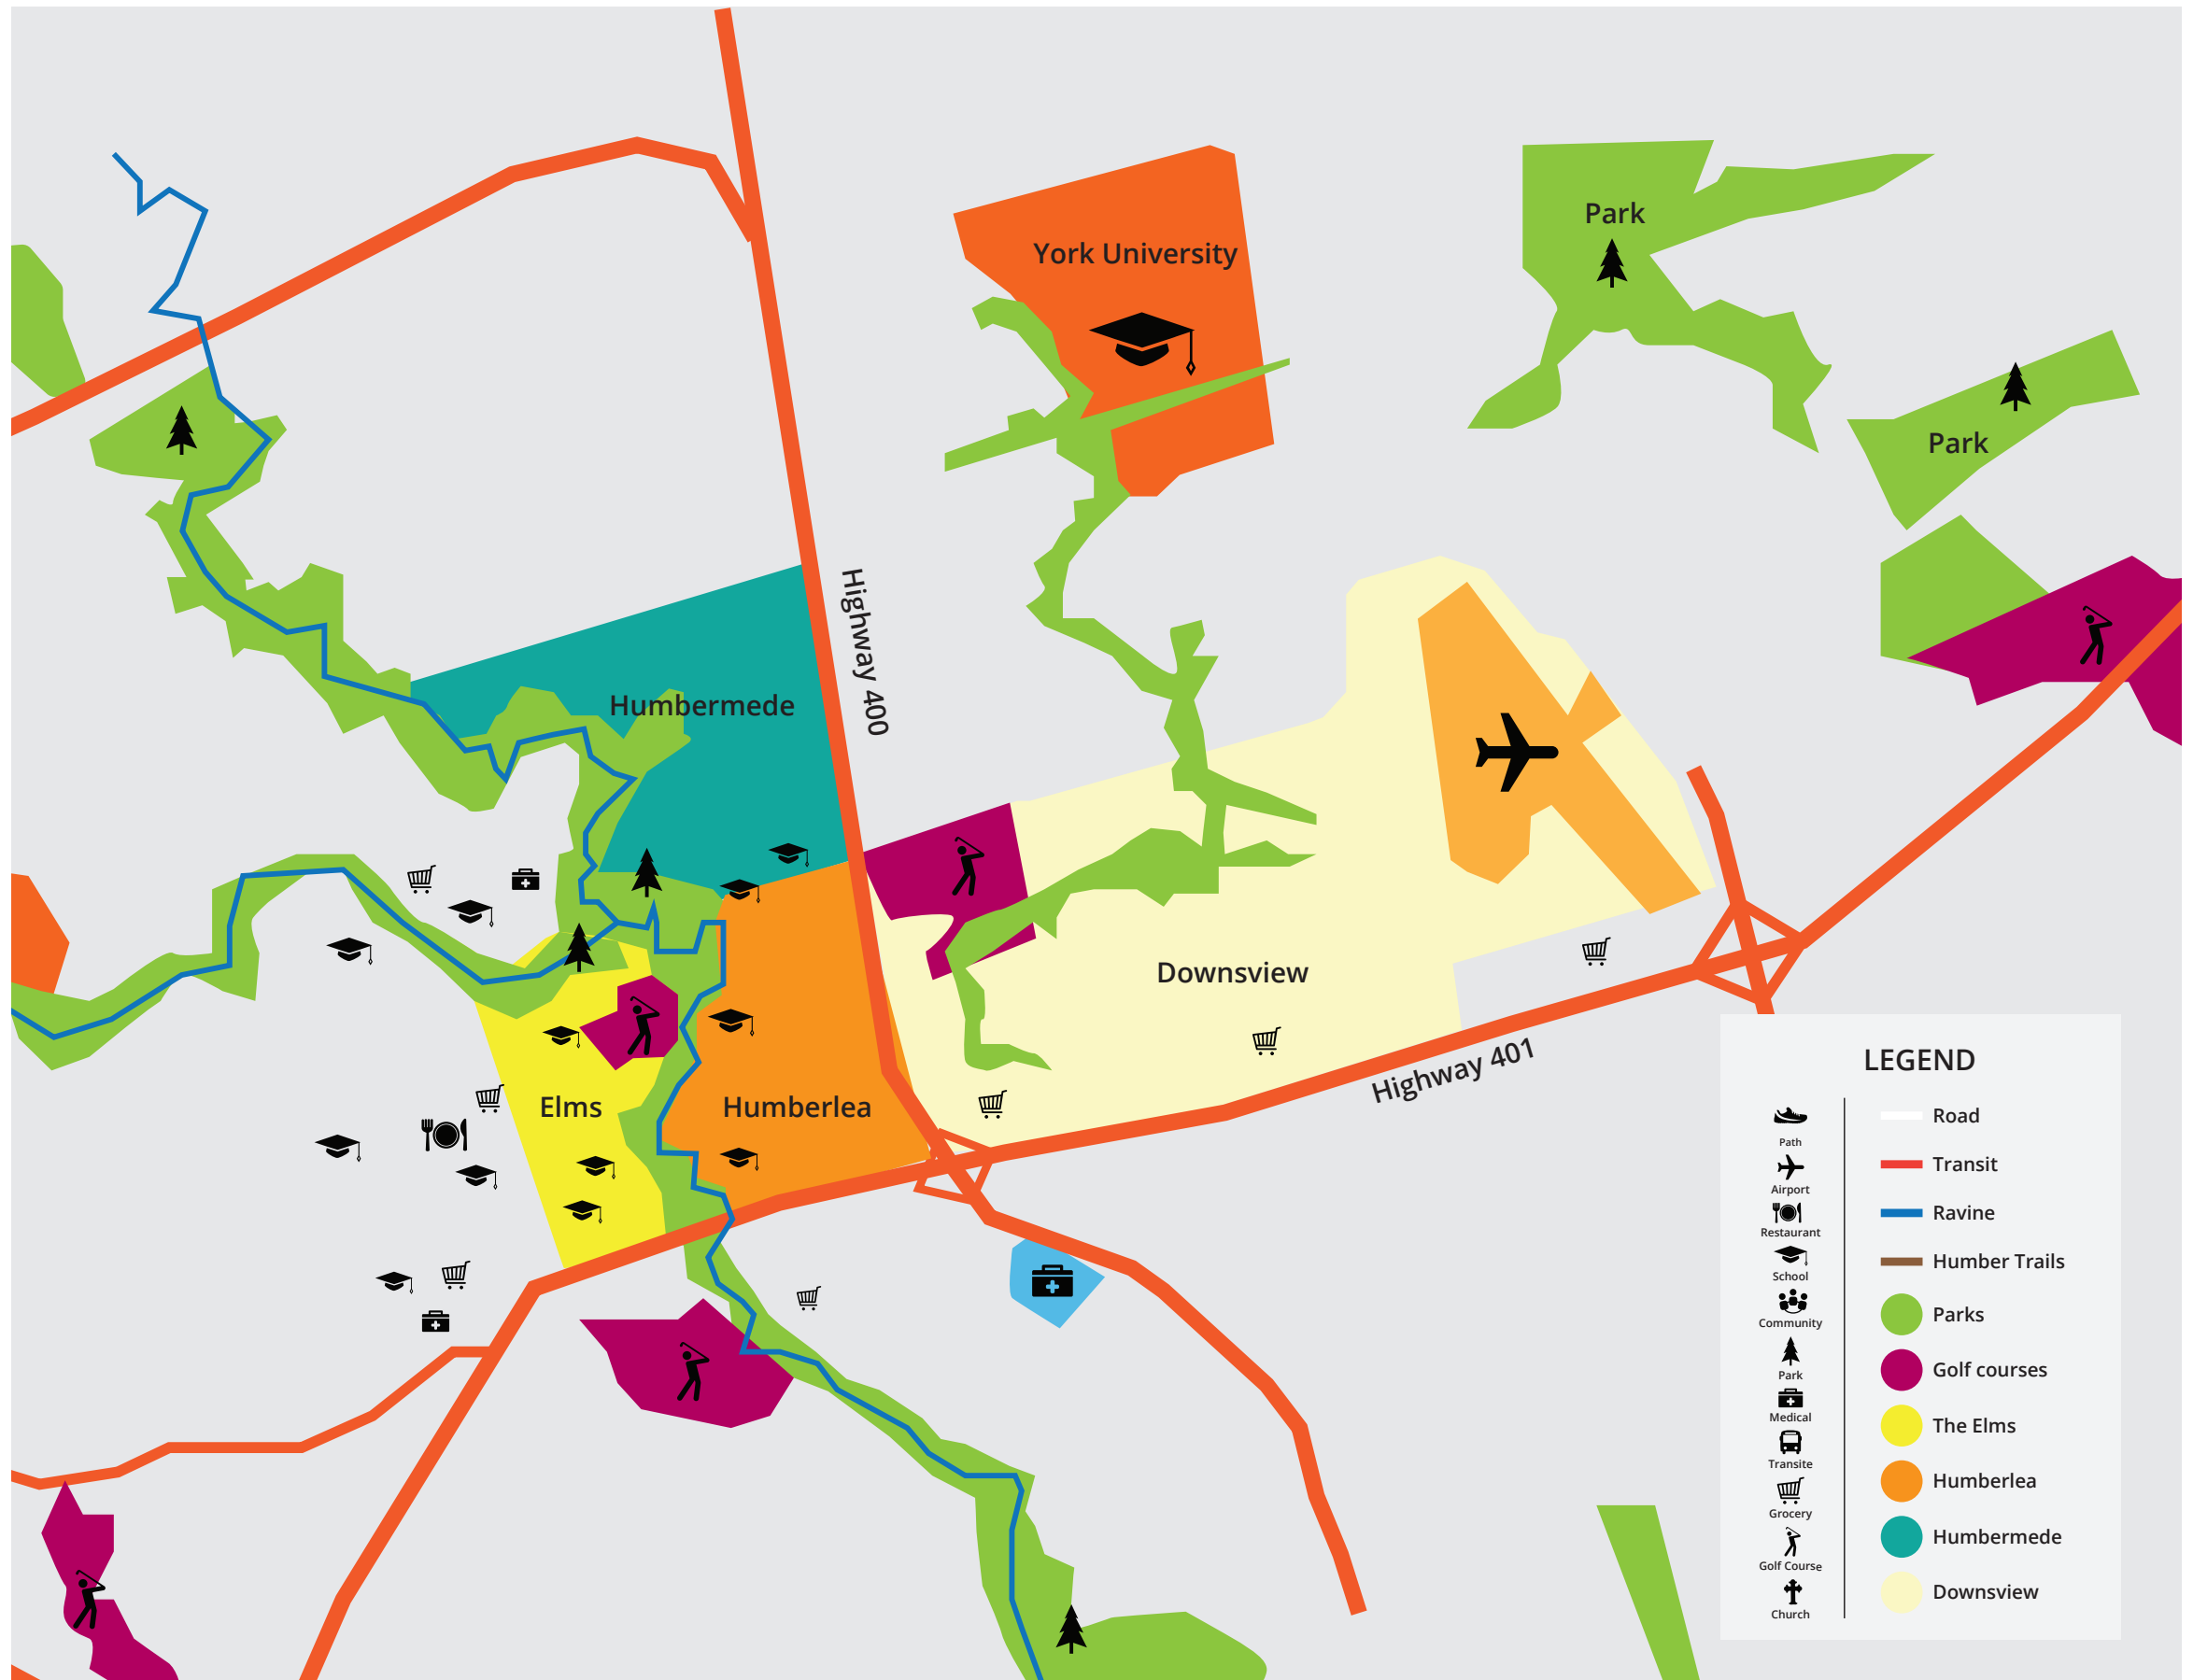 York University
Park
Park
Highway 400
Humbermede
Downsview
Highway 401
Elms
Humberlea
LEGEND
Path
Airport
Restaurant
School
Community
Park
Medical
Transite
Grocery
Golf Course
Church
Road
Transit
Ravine
Humber Trails
Parks
Golf courses
The Elms
Humberlea
Humbermede
Downsview